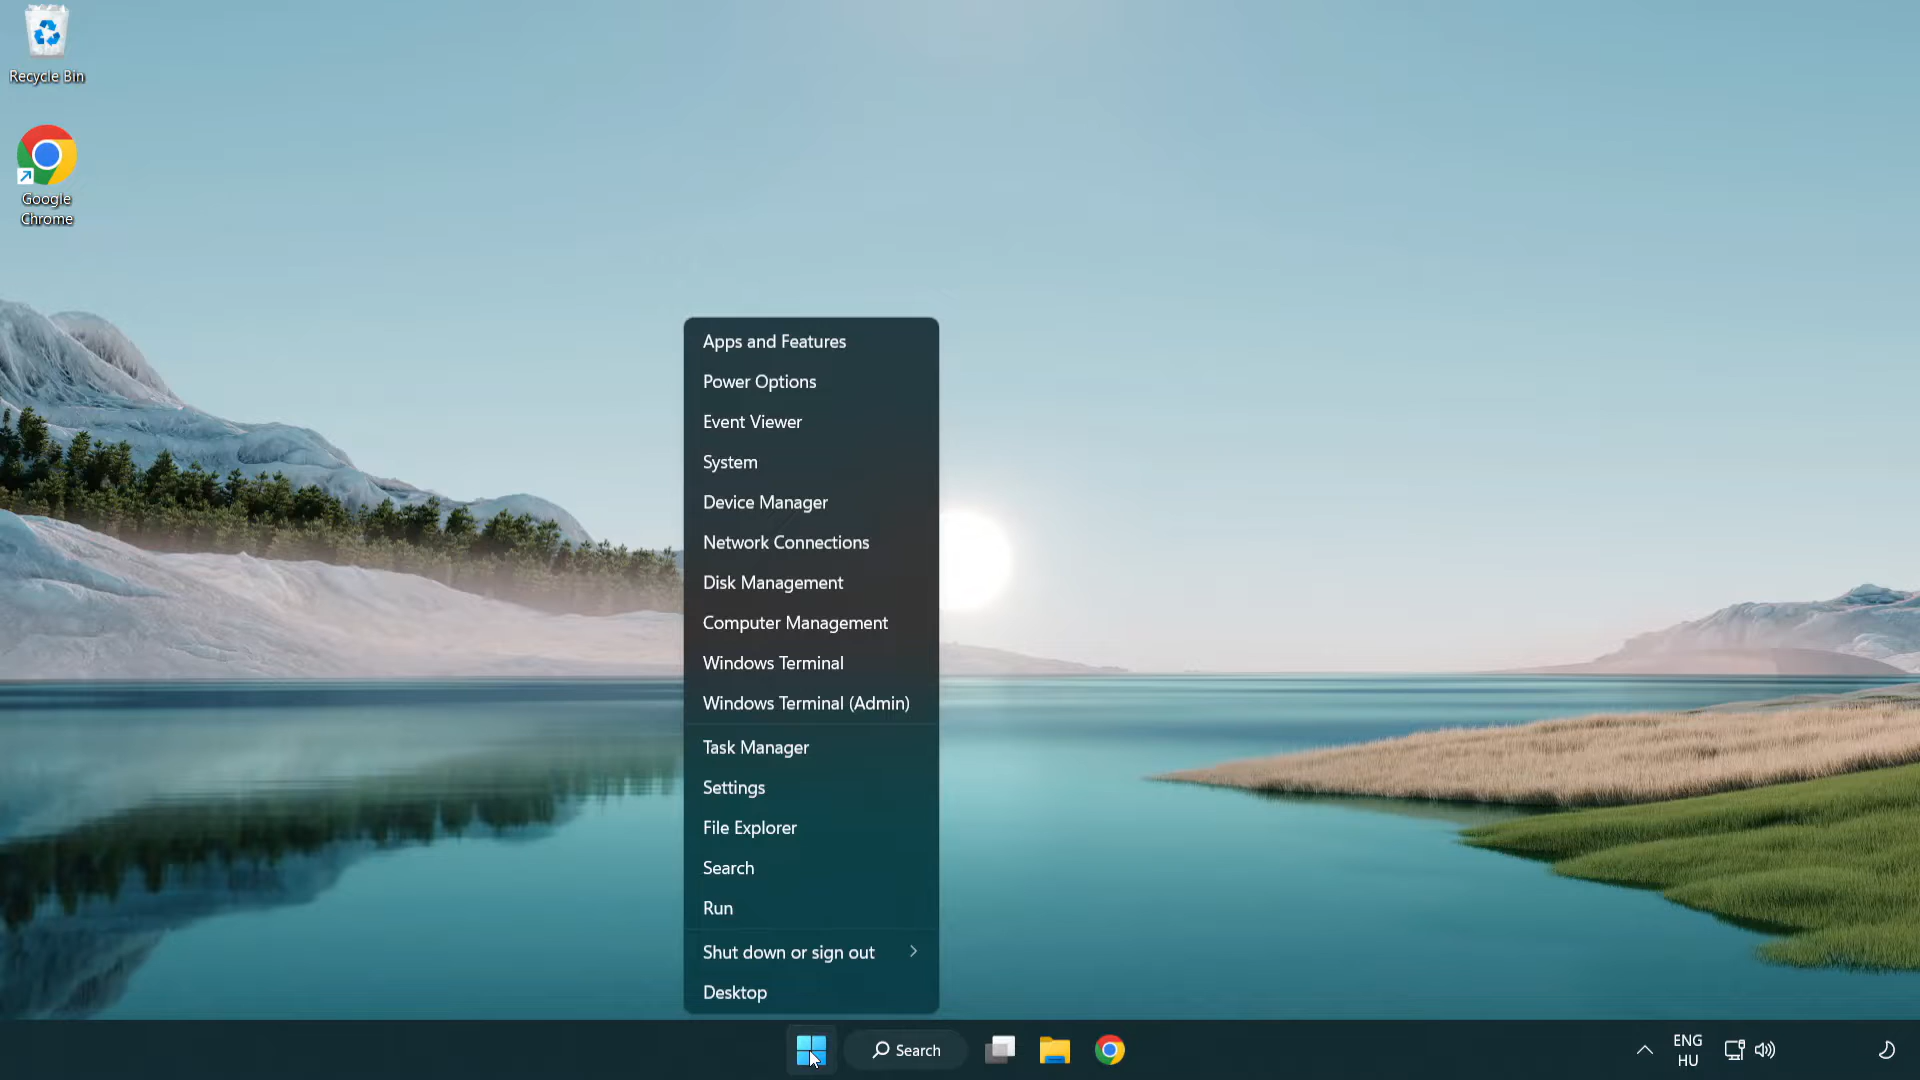 Recycle Bin
Google
Chrome
Apps and Features
Power Options
Event Viewer
System
Device Manager
Network Connections
Disk Management
Computer Management
Windows Terminal
Windows Terminal (Admin)
Task Manager
Settings
File Explorer
Search
Run
Shut down or sign out
Desktop
Search
ENG
HU